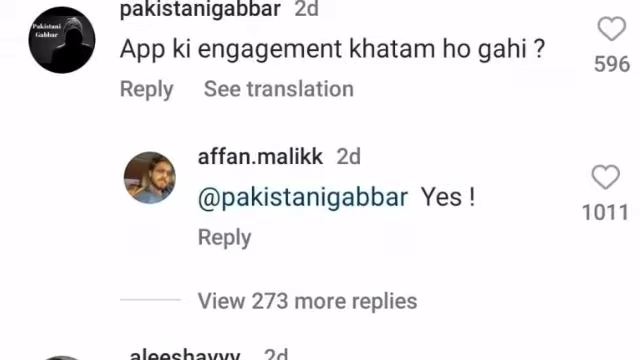 pakistanigabbar 2d
Pakistani
Gabbar
App ki engagement khatam ho gahi ?
596
Reply See translation
affan.malikk 2d
@pakistanigabbar Yes !
1011
Reply
View 273 more replies
aleeshayyy 2d